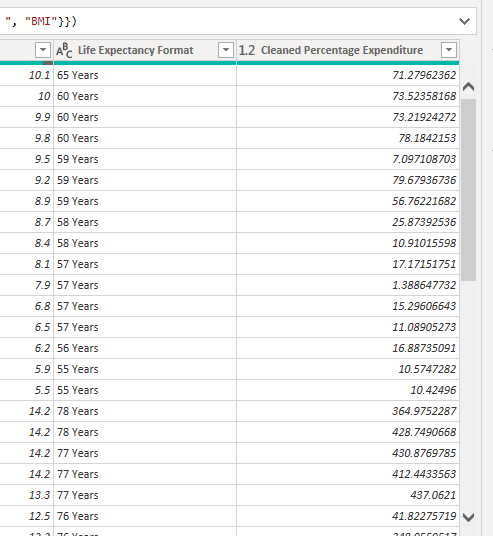 ", "BMI"}})
ABC Life Expectancy Format 1.2 Cleaned Percentage Expenditure
10.1 65 Years 71.27962362
10 60 Years 73.52358168
9.9 60 Years 73.21924272
9.8 60 Years 78.1842153
9.5 59 Years 7.097108703
9.2 59 Years 79.67936736
8.9 59 Years 56.76221682
8.7 58 Years 25.87392536
8.4 58 Years 10.91015598
8.1 57 Years 17.17151751
7.9 57 Years 1.388647732
6.8 57 Years 15.29606643
6.5 57 Years 11.08905273
6.2 56 Years 16.88735091
5.9 55 Years 10.5747282
5.5 55 Years 10.42496
14.2 78 Years 364.9752287
14.2 78 Years 428.7490668
14.2 77 Years 430.8769785
14.2 77 Years 412.4433563
13.3 77 Years 437.0621
12.5 76 Years 41.82275719